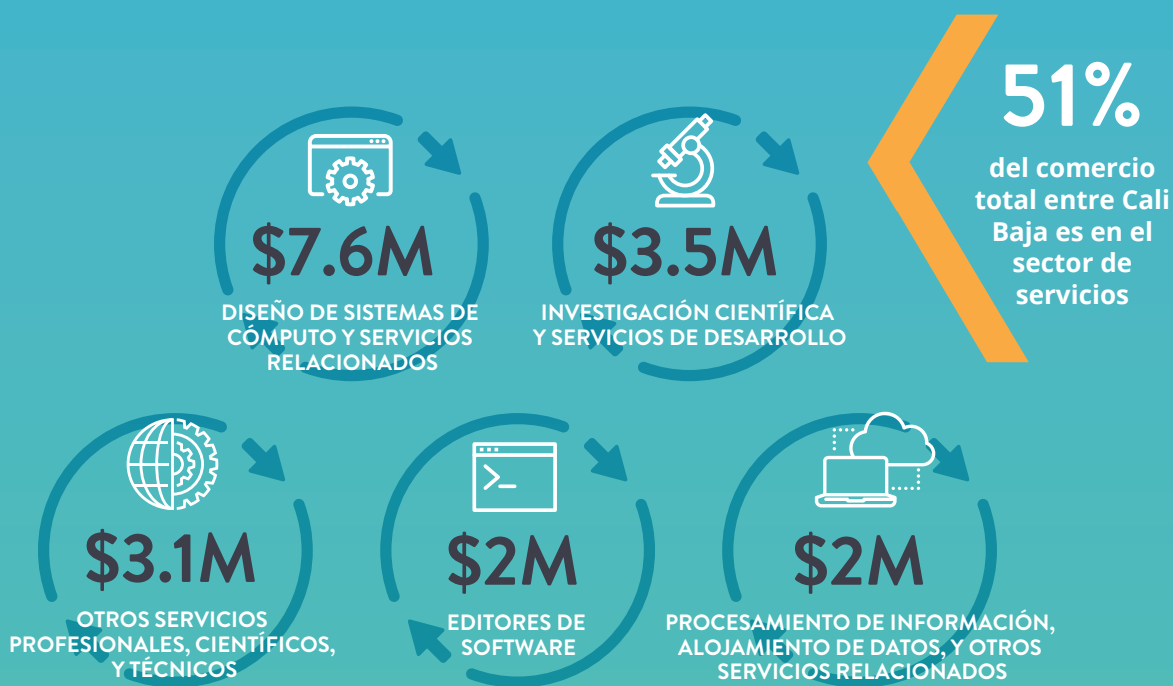 51%
del comercio
total entre Cali
Baja es en el
sector de
servicios
$7.6M
DISEÑO DE SISTEMAS DE
CÓMPUTO Y SERVICIOS
RELACIONADOS
$3.5M
INVESTIGACIÓN CIENTÍFICA
Y SERVICIOS DE DESARROLLO
$3.1M
OTROS SERVICIOS
PROFESIONALES, CIENTÍFICOS,
Y TÉCNICOS
$2M
EDITORES DE
SOFTWARE
$2M
PROCESAMIENTO DE INFORMACIÓN,
ALOJAMIENTO DE DATOS, Y OTROS
SERVICIOS RELACIONADOS